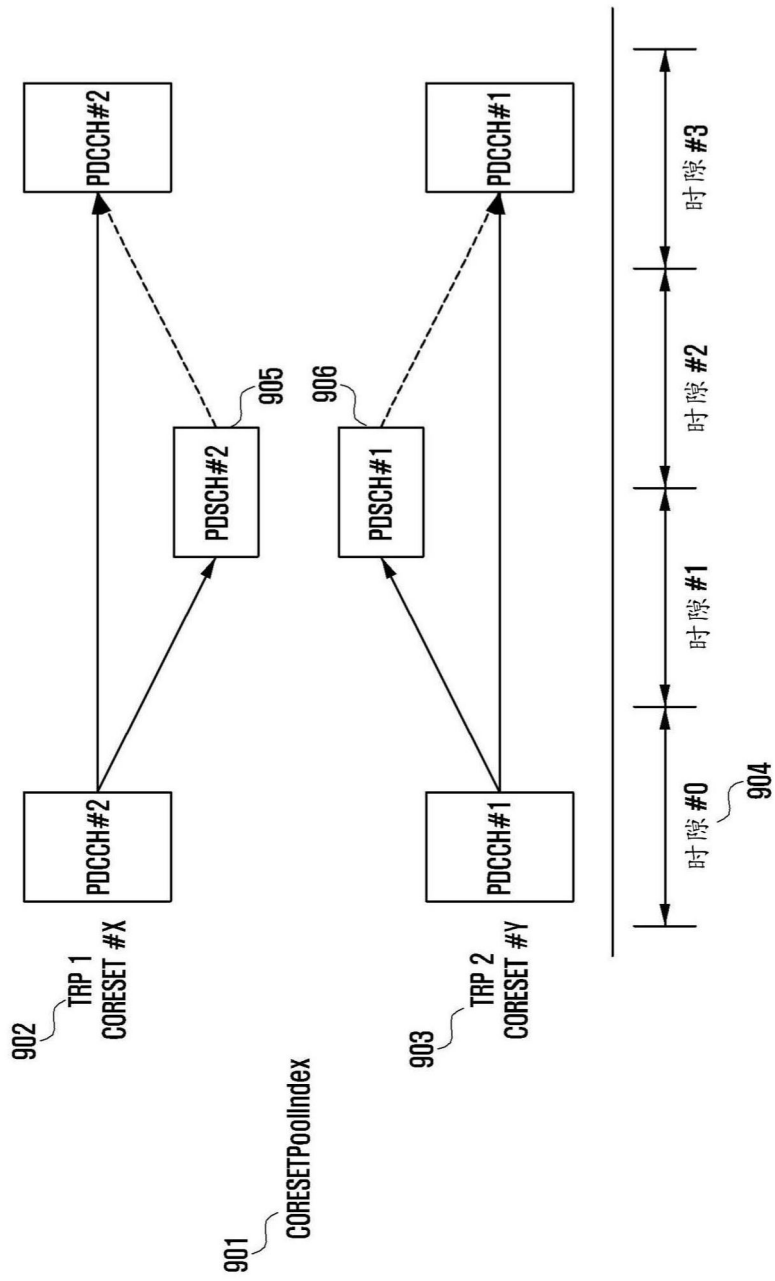 901
CORESETPoolIndex
902
TRP 1
CORESET #X
PDCCH#2
PDSCH#2
905
PDCCH#2
903
TRP 2
CORESET #Y
PDCCH#1
PDSCH#1
906
PDCCH#1
时隙 #0
时隙 #1
时隙 #2
时隙 #3
904